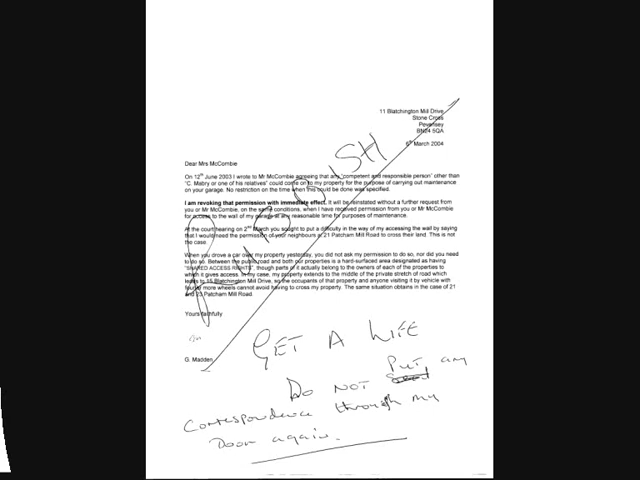 11 Blatchington Mill Drive
Stone Cross
Pevensey
BN24 5QA
6th March 2004
Dear Mrs McCombie
On 12th June 2003 I wrote to Mr McCombie agreeing that any 'competent and responsible person' other than
'C. Mabry or one of his relatives' could come on to my property for the purpose of carrying out maintenance
on your garage. No restriction on the time when this could be done was specified.
I am revoking that permission with immediate effect. It will be reinstated without a further request from
you or Mr McCombie, on the same conditions, when I have received permission from you or Mr McCombie
for access to the wall of my garage at any reasonable time for purposes of maintenance.
At the court hearing on 2nd March you sought to put a difficulty in the way of my accessing the wall by saying
that I would need the permission of your neighbours in 21 Patcham Mill Road to cross their land. This is not
the case.
When you drove a car over my property yesterday, you did not ask my permission to do so, nor did you need
to do so. Between the public road and both our properties is a hard-surfaced area designated as having
"SHARED ACCESS RIGHTS", though parts of it actually belong to the owners of each of the properties to
which it gives access. In my case, my property extends to the middle of the private stretch of road which
leads to 15 Blatchington Mill Drive, so the occupants of that property and anyone visiting it by vehicle with
four or more wheels cannot avoid having to cross my property. The same situation obtains in the case of 21
and 23 Patcham Mill Road.
Yours faithfully
G. Madden
RUBBISH
GET A LIFE
DO NOT PUT any
correspondence through my
Door again.